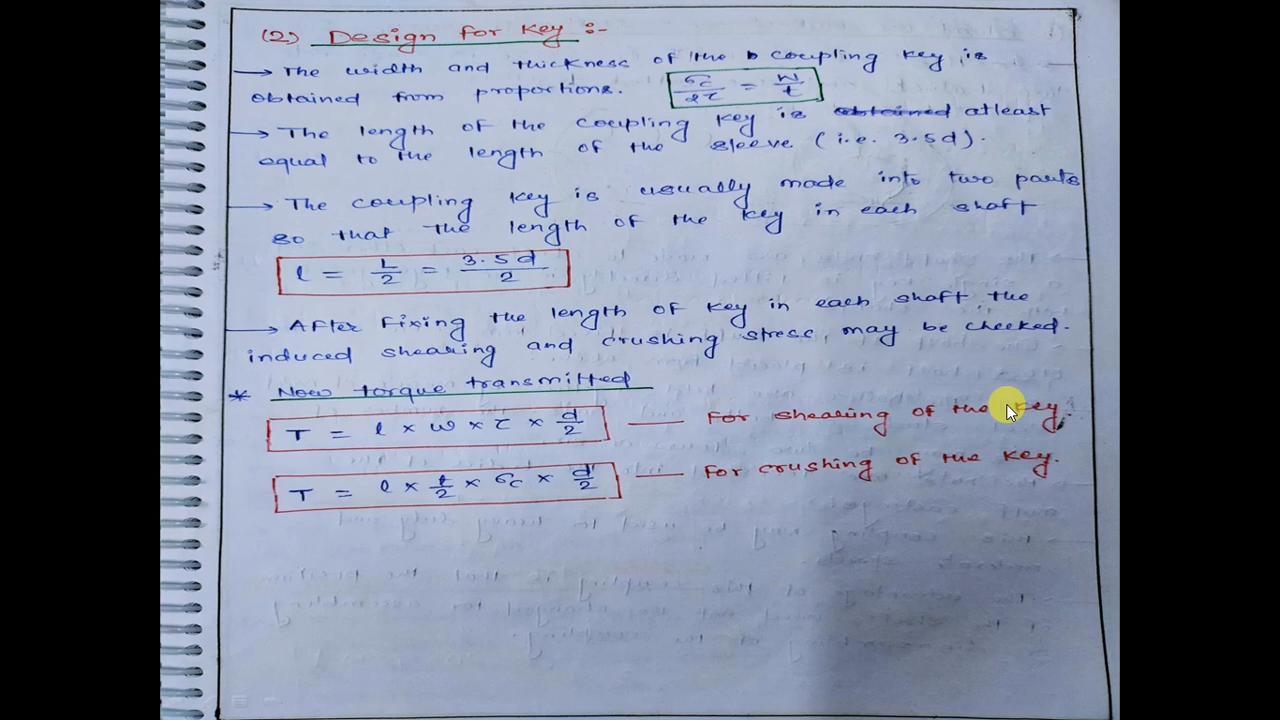 (2) Design for Key :-
→ The width and thickness of the coupling key is
obtained from proportions. σc/2τ = W/t
→ The length of the coupling key is obtained atleast
equal to the length of the sleeve (i.e. 3.5d).
→ The coupling key is usually made into two parts
so that the length of the key in each shaft
l = L/2 = 3.5d/2
→ After fixing the length of key in each shaft the
induced shearing and crushing stress may be checked.
* Now torque transmitted
T = l × w × τ × d/2 — For shearing of the key.
T = l × t/2 × σc × d/2 — For crushing of the key.